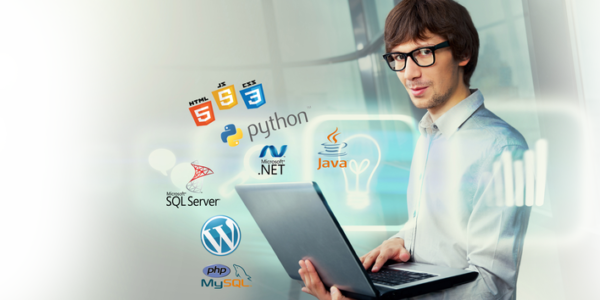 HTML
5
JS
5
CSS
3
python
Microsoft
.NET
Java
Microsoft
SQL Server
W
php
MySQL